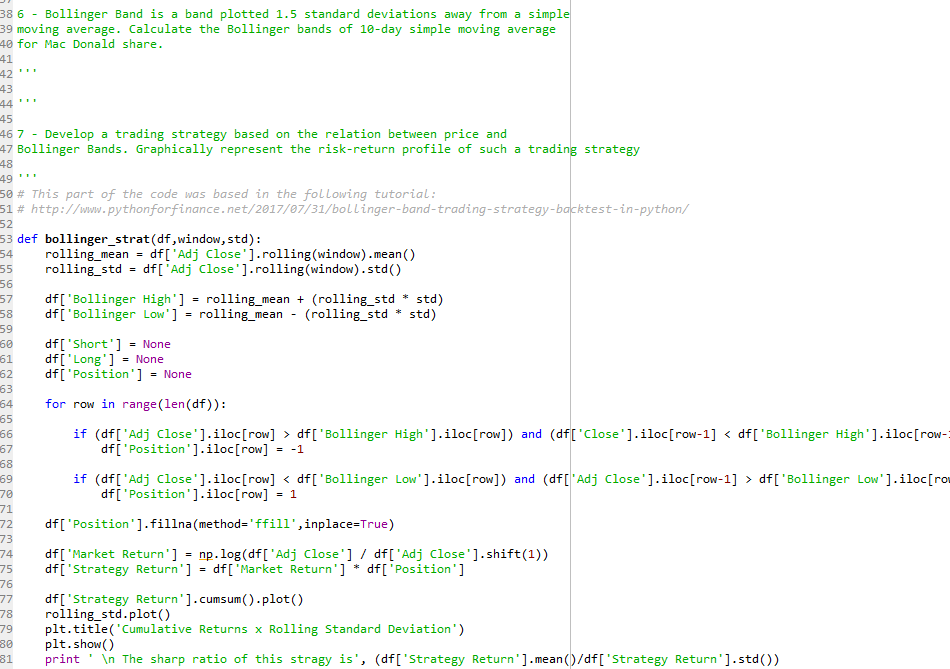 38 6 - Bollinger Band is a band plotted 1.5 standard deviations away from a simple
39 moving average. Calculate the Bollinger bands of 10-day simple moving average
40 for Mac Donald share.
41
42 '''
43
44 '''
45
46 7 - Develop a trading strategy based on the relation between price and
47 Bollinger Bands. Graphically represent the risk-return profile of such a trading strategy
48
49 '''
50 # This part of the code was based in the following tutorial:
51 # http://www.pythonforfinance.net/2017/07/31/bollinger-band-trading-strategy-backtest-in-python/
52
53 def bollinger_strat(df,window,std):
54     rolling_mean = df['Adj Close'].rolling(window).mean()
55     rolling_std = df['Adj Close'].rolling(window).std()
56
57     df['Bollinger High'] = rolling_mean + (rolling_std * std)
58     df['Bollinger Low'] = rolling_mean - (rolling_std * std)
59
60     df['Short'] = None
61     df['Long'] = None
62     df['Position'] = None
63
64     for row in range(len(df)):
65
66         if (df['Adj Close'].iloc[row] > df['Bollinger High'].iloc[row]) and (df['Close'].iloc[row-1] < df['Bollinger High'].iloc[row-
67             df['Position'].iloc[row] = -1
68
69         if (df['Adj Close'].iloc[row] < df['Bollinger Low'].iloc[row]) and (df['Adj Close'].iloc[row-1] > df['Bollinger Low'].iloc[ro
70             df['Position'].iloc[row] = 1
71
72     df['Position'].fillna(method='ffill',inplace=True)
73
74     df['Market Return'] = np.log(df['Adj Close'] / df['Adj Close'].shift(1))
75     df['Strategy Return'] = df['Market Return'] * df['Position']
76
77     df['Strategy Return'].cumsum().plot()
78     rolling_std.plot()
79     plt.title('Cumulative Returns x Rolling Standard Deviation')
80     plt.show()
81     print ' \n The sharp ratio of this stragy is', (df['Strategy Return'].mean()/df['Strategy Return'].std())